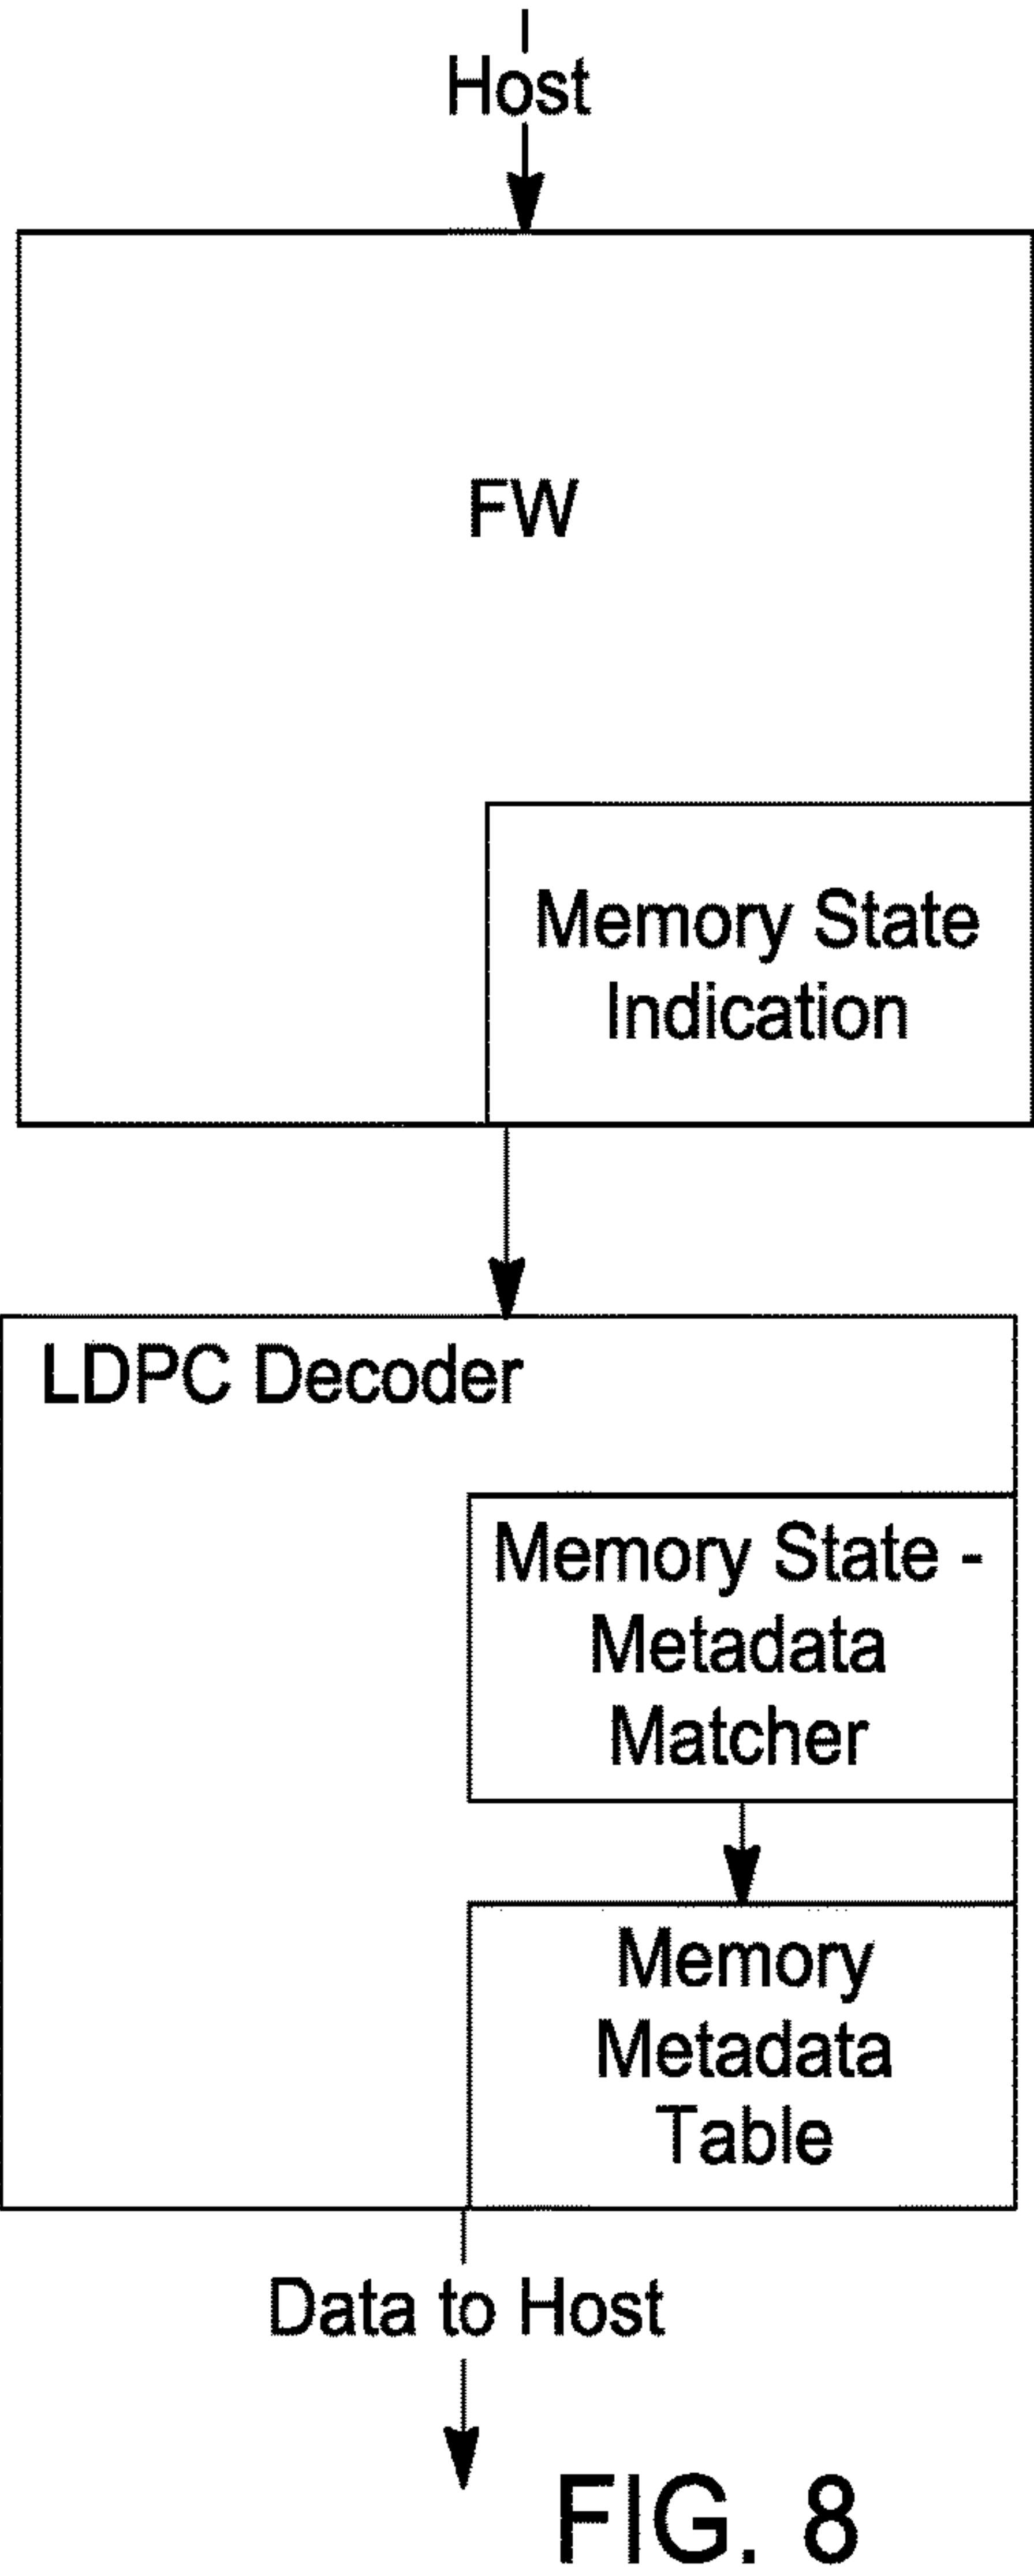 Host
FW
Memory State
Indication
LDPC Decoder
Memory State -
Metadata
Matcher
Memory
Metadata
Table
Data to Host
FIG. 8